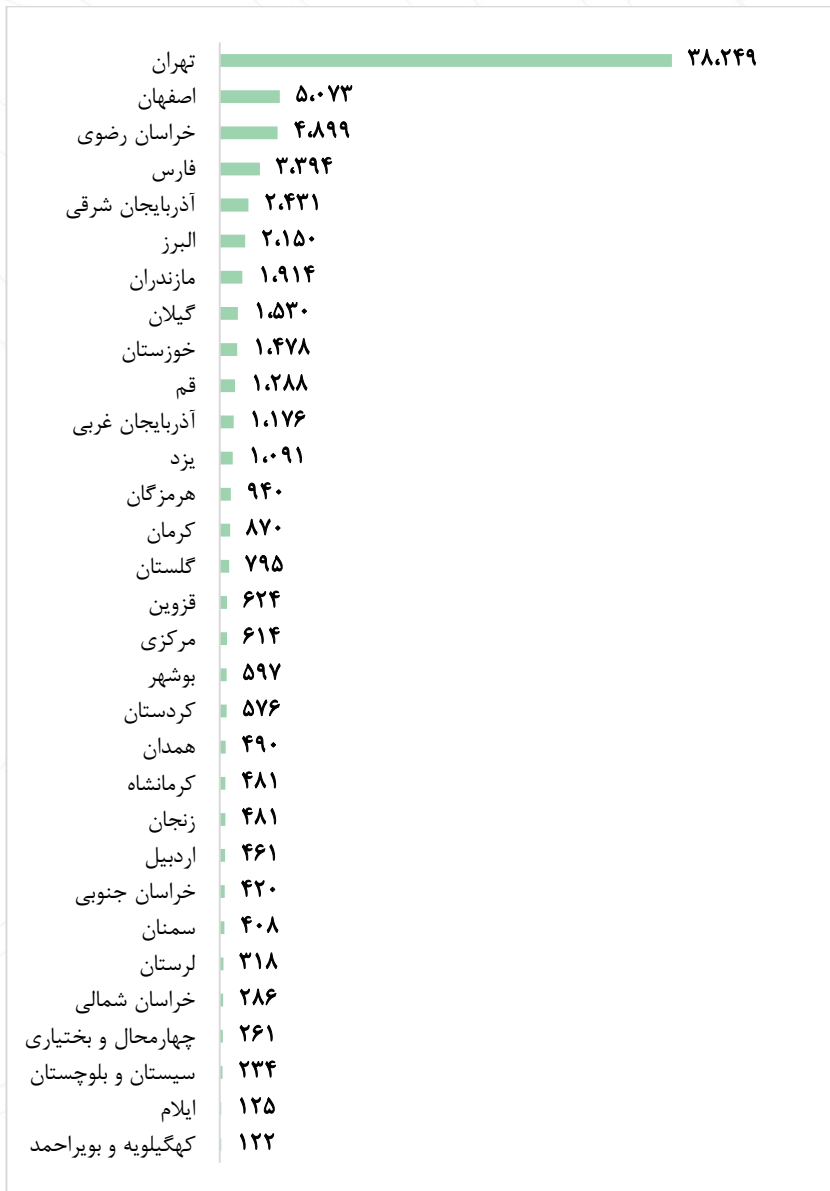 تهران ۳۸،۲۴۹
اصفهان ۵،۰۷۳
خراسان رضوی ۴،۸۹۹
فارس ۳،۳۹۴
آذربایجان شرقی ۲،۴۳۱
البرز ۲،۱۵۰
مازندران ۱،۹۱۴
گیلان ۱،۵۳۰
خوزستان ۱،۴۷۸
قم ۱،۲۸۸
آذربایجان غربی ۱،۱۷۶
یزد ۱،۰۹۱
هرمزگان ۹۴۰
کرمان ۸۷۰
گلستان ۷۹۵
قزوین ۶۲۴
مرکزی ۶۱۴
بوشهر ۵۹۷
کردستان ۵۷۶
همدان ۴۹۰
کرمانشاه ۴۸۱
زنجان ۴۸۱
اردبیل ۴۶۱
خراسان جنوبی ۴۲۰
سمنان ۴۰۸
لرستان ۳۱۸
خراسان شمالی ۲۸۶
چهارمحال و بختیاری ۲۶۱
سیستان و بلوچستان ۲۳۴
ایلام ۱۲۵
کهگیلویه و بویراحمد ۱۲۲